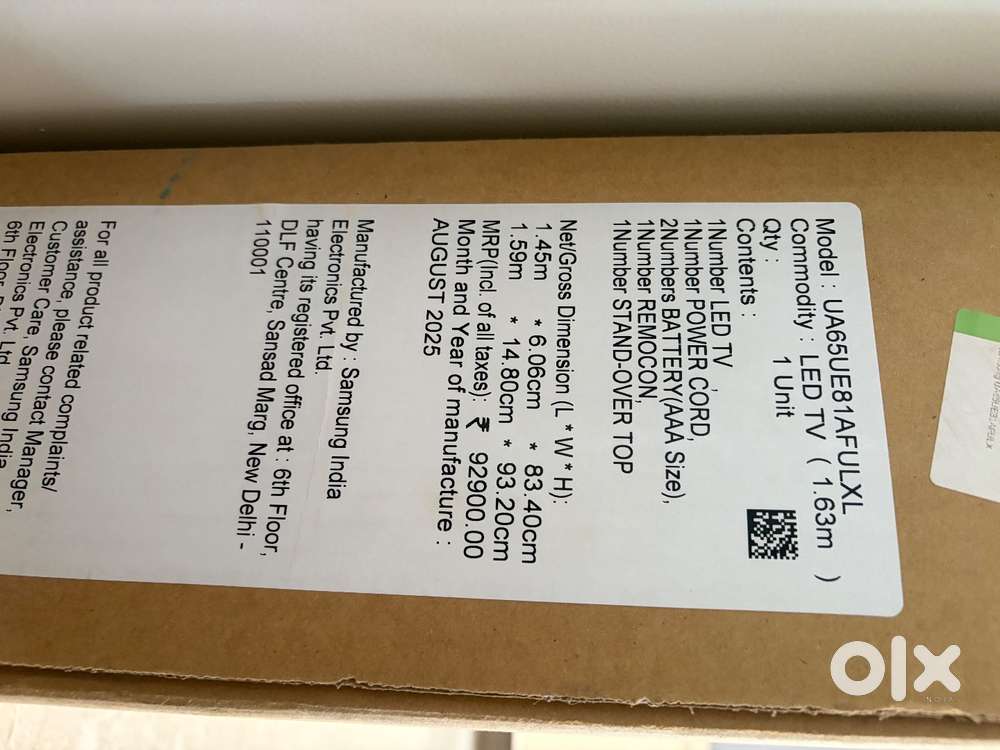 Model : UA65UE81AFULXL
Commodity : LED TV ( 1.63m )
Qty : 1 Unit
Contents :
1Number LED TV ,
1Number POWER CORD,
2Numbers BATTERY(AAA Size),
1Number REMOCON,
1Number STAND-OVER TOP
Net/Gross Dimension (L * W * H):
1.45m * 6.06cm * 83.40cm
1.59m * 14.80cm * 93.20cm
MRP(Incl. of all taxes): ₹ 92900.00
Month and Year of manufacture :
AUGUST 2025
Manufactured by : Samsung India
Electronics Pvt. Ltd.
having its registered office at : 6th Floor,
DLF Centre, Sansad Marg, New Delhi -
110001
For all product related complaints/
assistance, please contact Manager,
Customer Care, Samsung India
Electronics Pvt. Ltd.
6th Floor,
olx